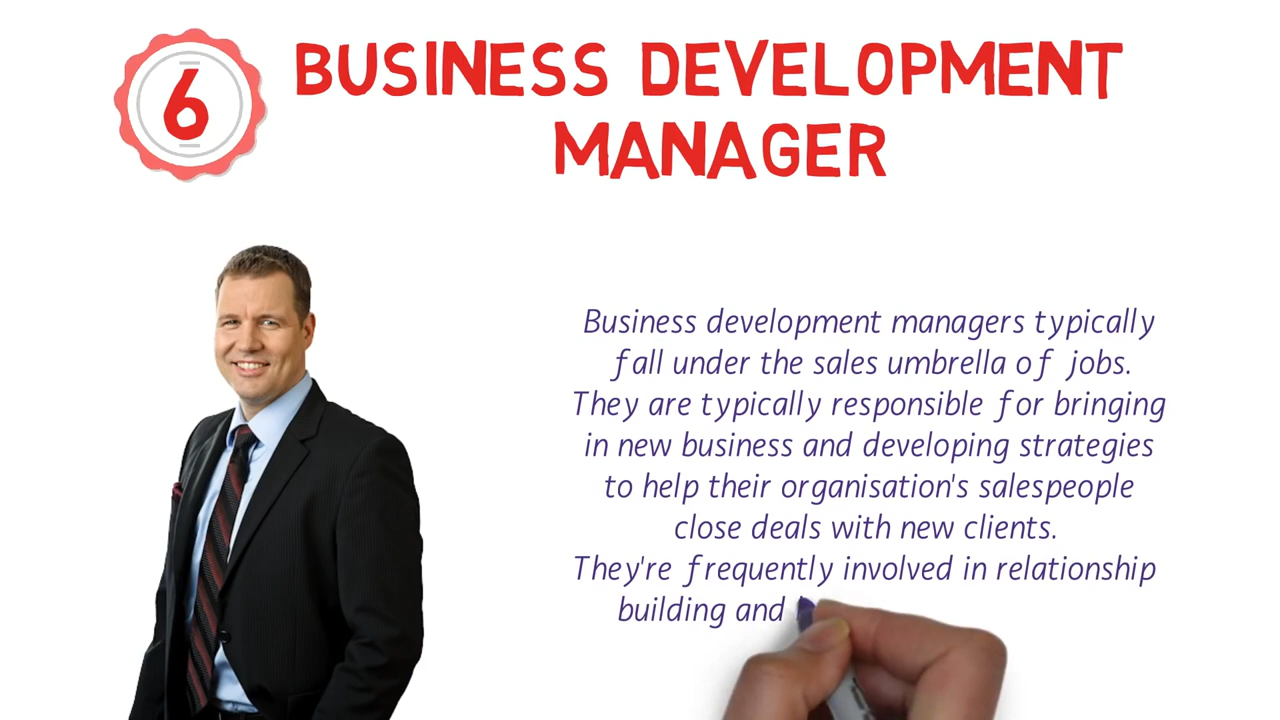 6
BUSINESS DEVELOPMENT
MANAGER
Business development managers typically
fall under the sales umbrella of jobs.
They are typically responsible for bringing
in new business and developing strategies
to help their organisation's salespeople
close deals with new clients.
They're frequently involved in relationship
building and